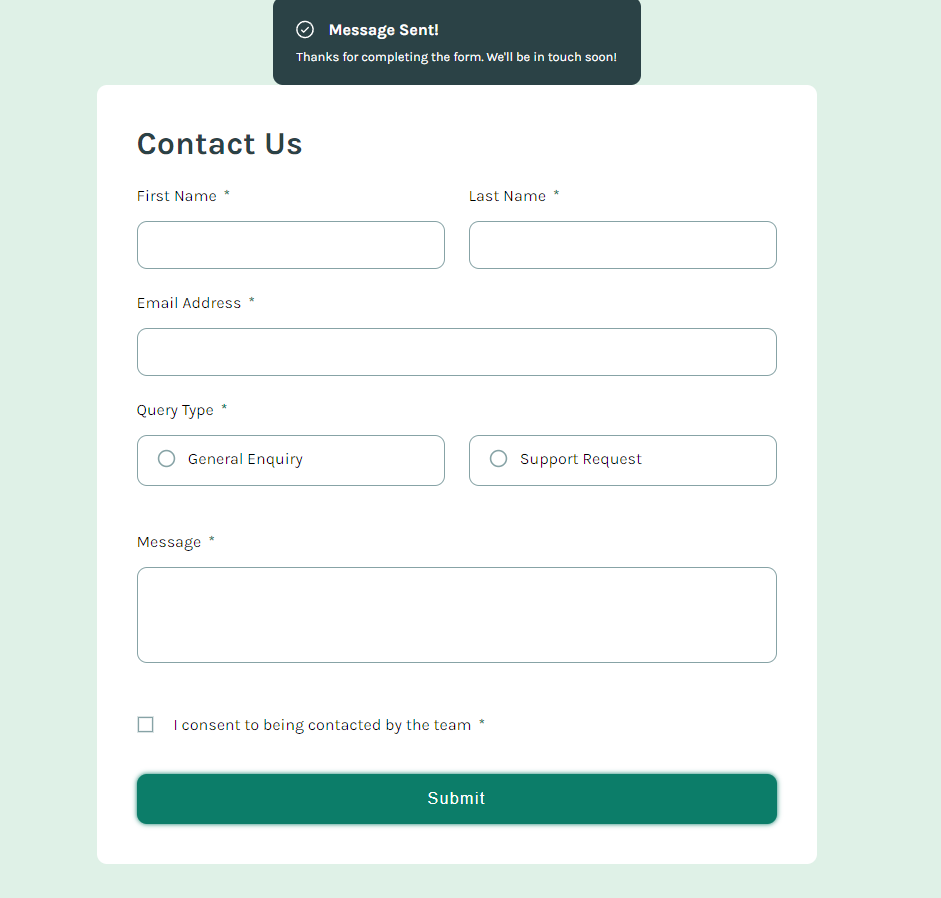 Message Sent!
Thanks for completing the form. We'll be in touch soon!
Contact Us
First Name *
Last Name *
Email Address *
Query Type *
General Enquiry
Support Request
Message *
I consent to being contacted by the team *
Submit